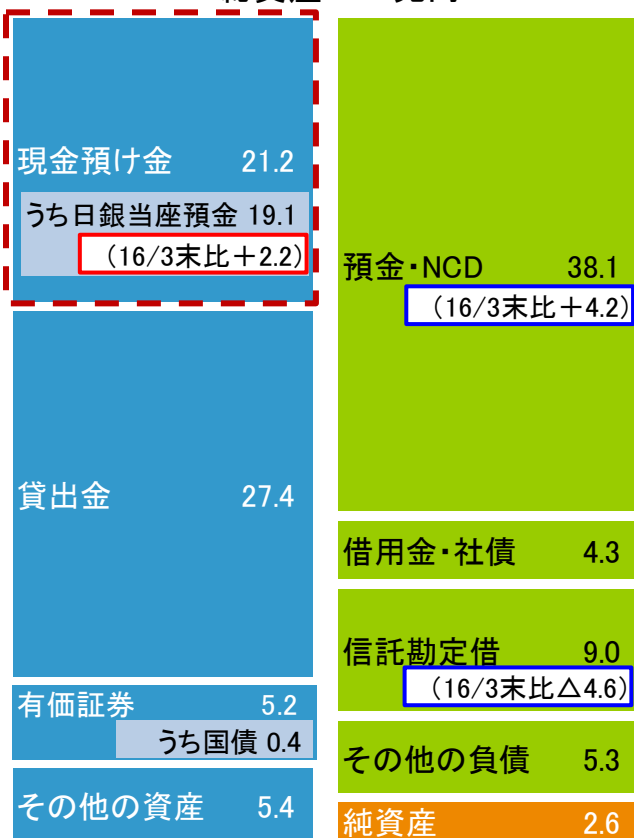 現金預け金 21.2
うち日銀当座預金 19.1
（16/3末比＋2.2）
貸出金 27.4
有価証券 5.2
うち国債 0.4
その他の資産 5.4
預金・NCD 38.1
（16/3末比＋4.2）
借用金・社債 4.3
信託勘定借 9.0
（16/3末比△4.6）
その他の負債 5.3
純資産 2.6